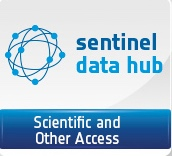 sentinel
data hub
Scientific and
Other Access